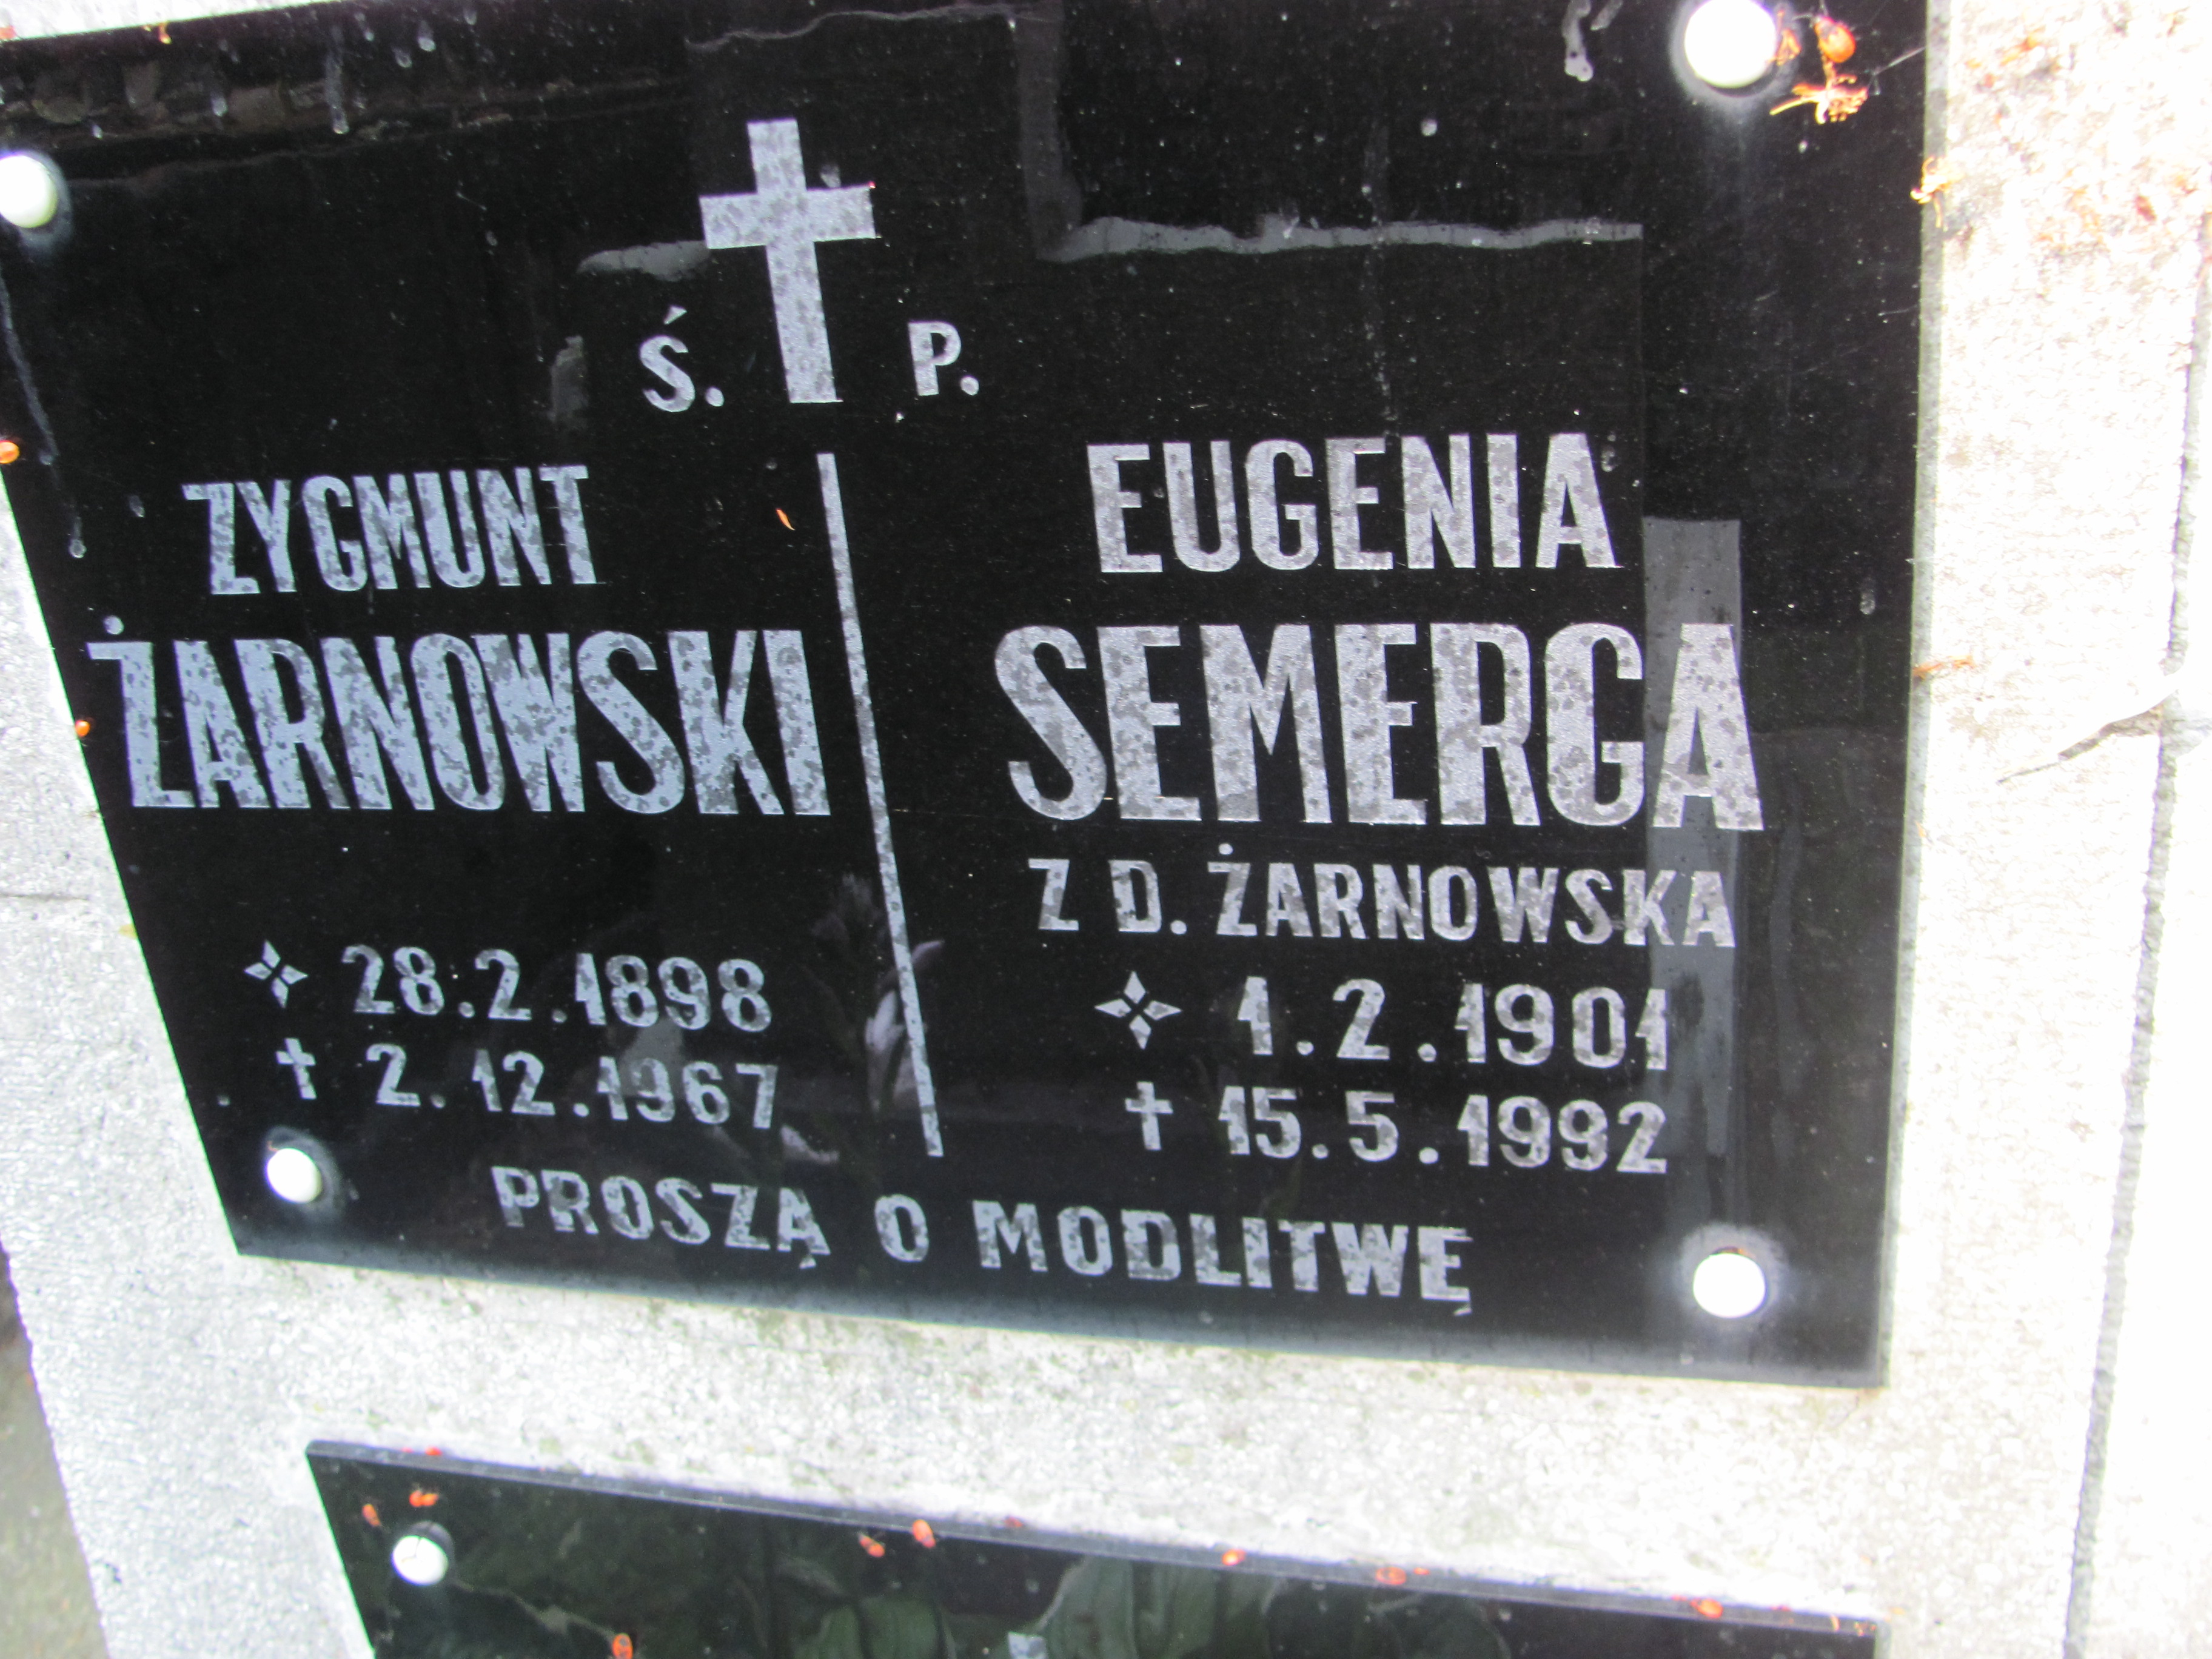 Ś. P.
ZYGMUNT
ŻARNOWSKI
28.2.1898
2.12.1967
EUGENIA
SEMERGA
Z D. ŻARNOWSKA
1.2.1901
15.5.1992
PROSZĄ O MODLITWĘ